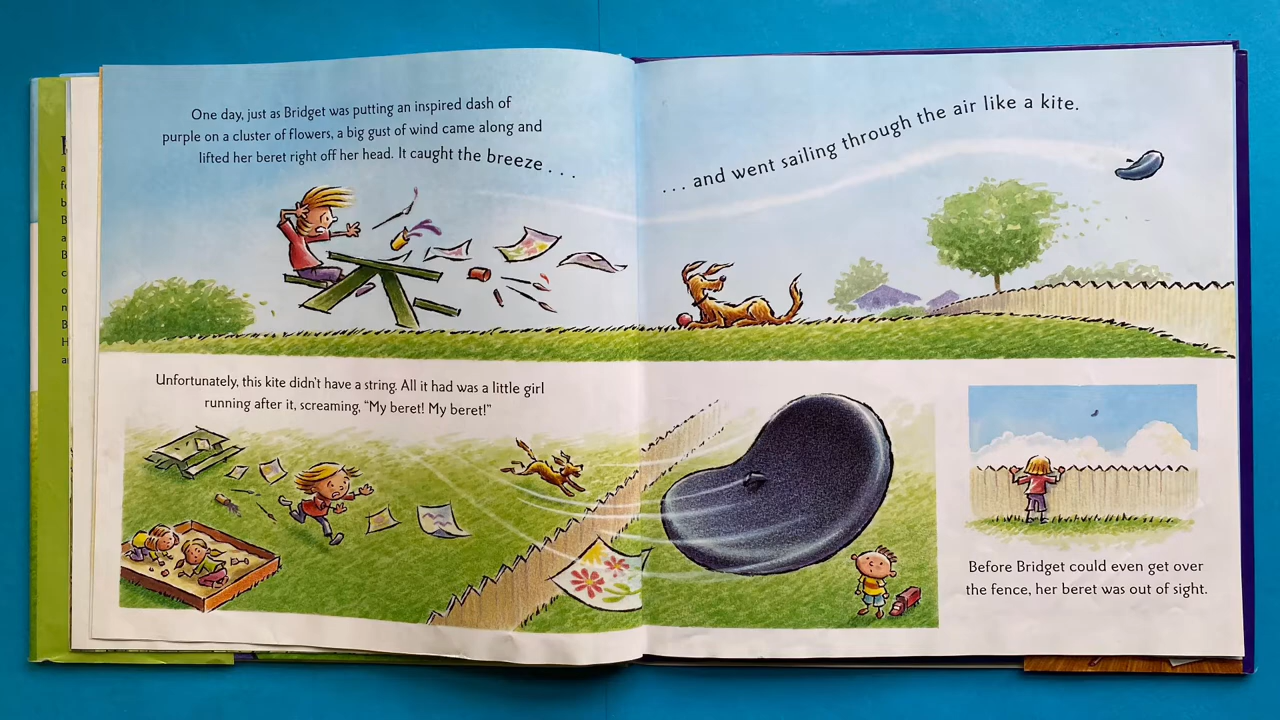 One day, just as Bridget was putting an inspired dash of
purple on a cluster of flowers, a big gust of wind came along and
lifted her beret right off her head. It caught the breeze . . .
. . . and went sailing through the air like a kite.
Unfortunately, this kite didn't have a string. All it had was a little girl
running after it, screaming, “My beret! My beret!”
Before Bridget could even get over
the fence, her beret was out of sight.